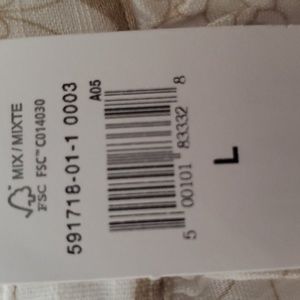 MIX / MIXTE
FSC FSC™ C014030
591718-01-1 0003
A05
5 00101 83332 8
L